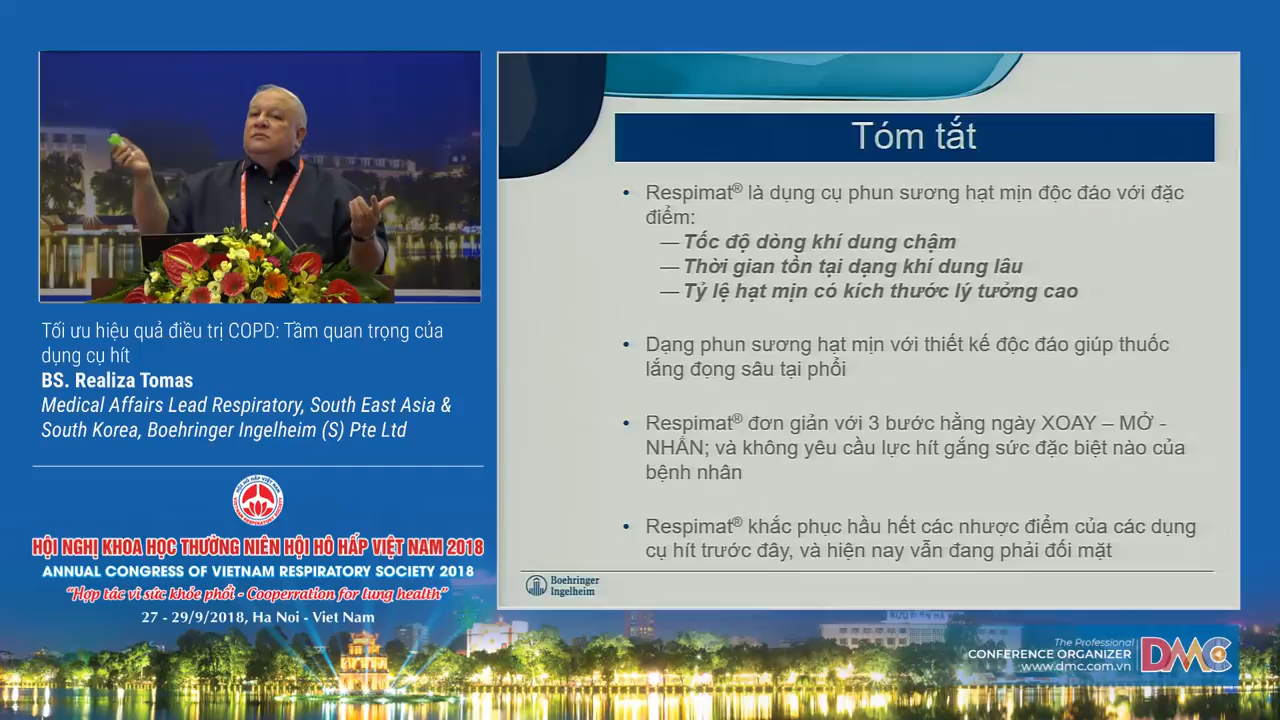 Tóm tắt
• Respimat® là dụng cụ phun sương hạt mịn độc đáo với đặc
điểm:
— Tốc độ dòng khí dung chậm
— Thời gian tồn tại dạng khí dung lâu
— Tỷ lệ hạt mịn có kích thước lý tưởng cao
• Dạng phun sương hạt mịn với thiết kế độc đáo giúp thuốc
lắng đọng sâu tại phổi
• Respimat® đơn giản với 3 bước hằng ngày XOAY – MỞ -
NHẤN; và không yêu cầu lực hít gắng sức đặc biệt nào của
bệnh nhân
• Respimat® khắc phục hầu hết các nhược điểm của các dụng
cụ hít trước đây, và hiện nay vẫn đang phải đối mặt
Boehringer
Ingelheim
Tối ưu hiệu quả điều trị COPD: Tầm quan trọng của
dụng cụ hít
BS. Realiza Tomas
Medical Affairs Lead Respiratory, South East Asia &
South Korea, Boehringer Ingelheim (S) Pte Ltd
HỘI HÔ HẤP VIỆT NAM
VIETNAM RESPIRATORY SOCIETY
HỘI NGHỊ KHOA HỌC THƯỜNG NIÊN HỘI HÔ HẤP VIỆT NAM 2018
ANNUAL CONGRESS OF VIETNAM RESPIRATORY SOCIETY 2018
“Hợp tác vì sức khỏe phổi - Cooperration for lung health”
27 - 29/9/2018, Ha Noi - Viet Nam
The Professional
CONFERENCE ORGANIZER
www.dmc.com.vn
DMC